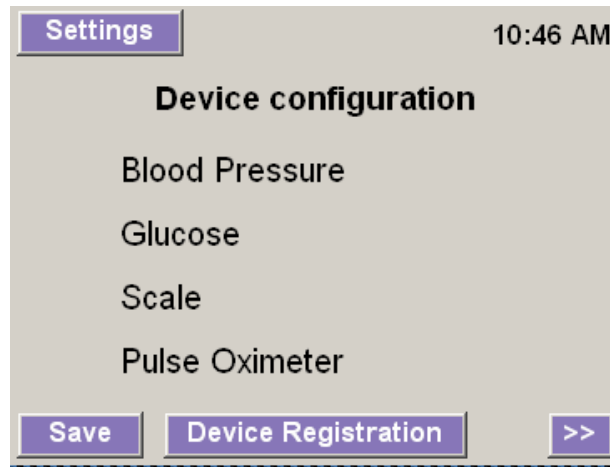 Settings
10:46 AM
Device configuration
Blood Pressure
Glucose
Scale
Pulse Oximeter
Save
Device Registration
>>